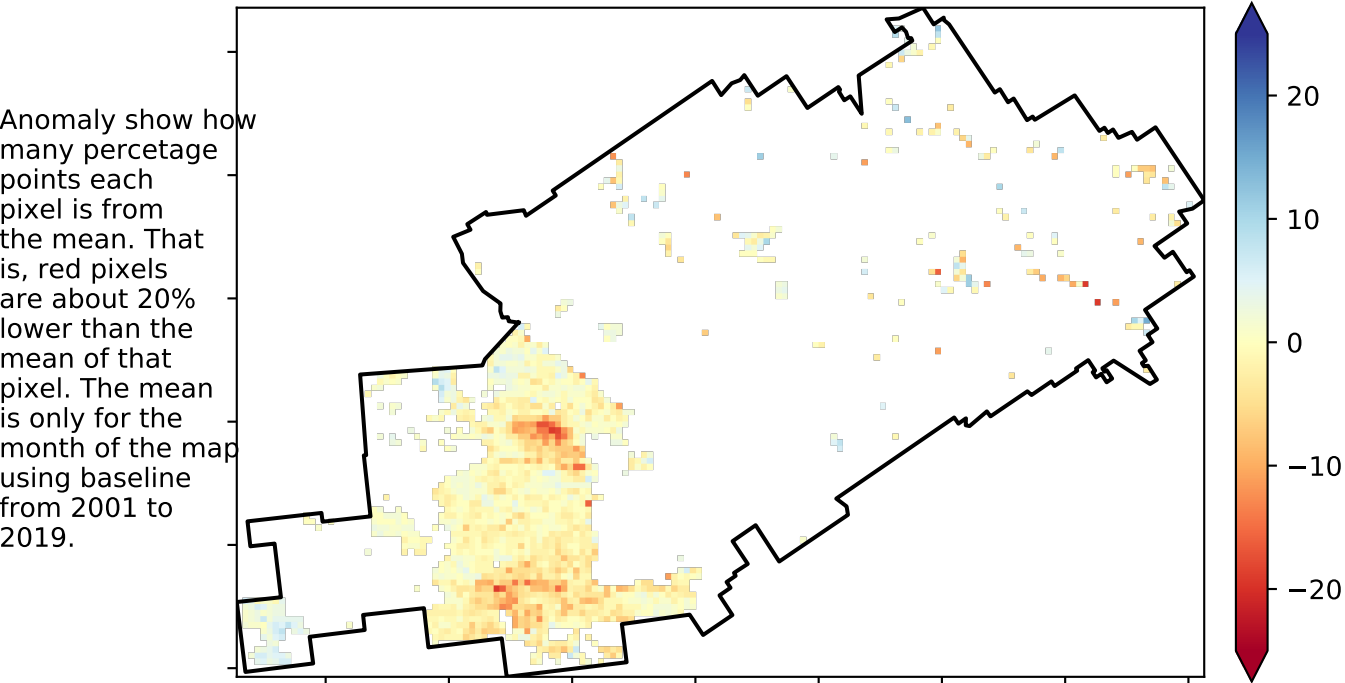 Anomaly show how
many percetage
points each
pixel is from
the mean. That
is, red pixels
are about 20%
lower than the
mean of that
pixel. The mean
is only for the
month of the map
using baseline
from 2001 to
2019.
20
10
0
−10
−20